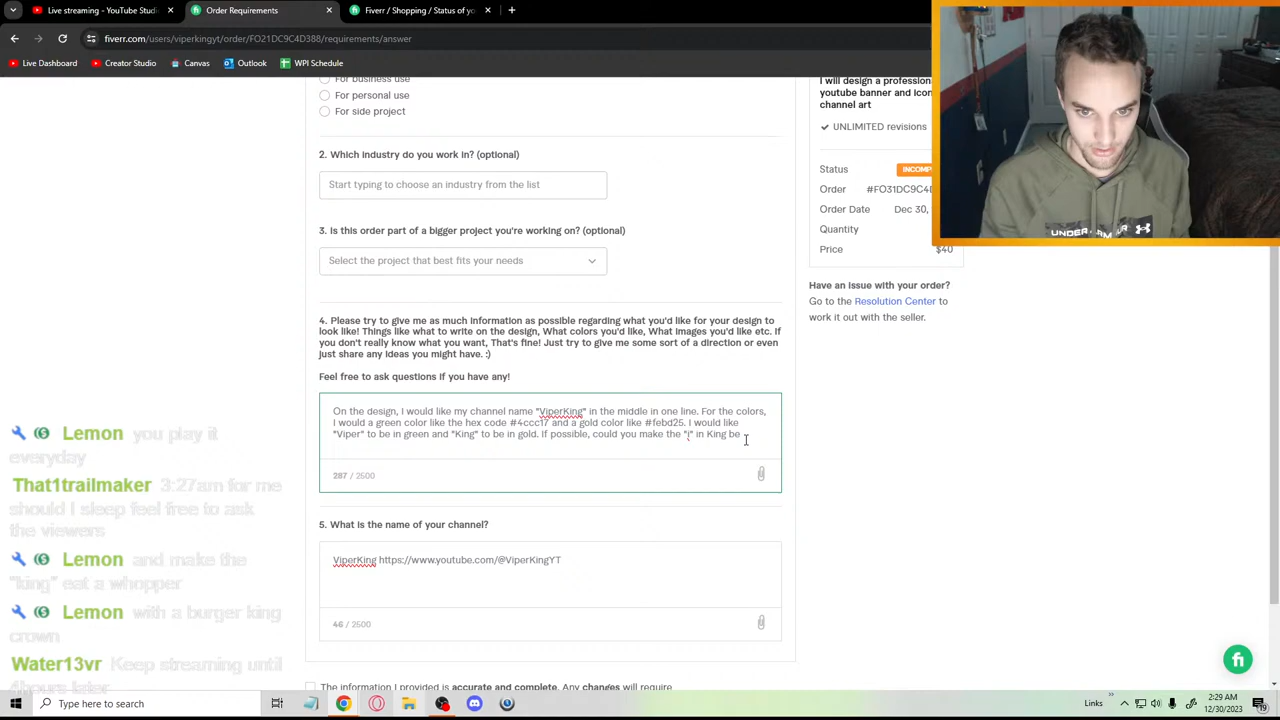 Live streaming - YouTube Studio
Order Requirements
Fiverr / Shopping / Status of yo
fiverr.com/users/viperkingyt/order/FO21DC9C4D388/requirements/answer
Live Dashboard
Creator Studio
Canvas
Outlook
WPI Schedule
For business use
For personal use
For side project
2. Which industry do you work in? (optional)
Start typing to choose an industry from the list
3. Is this order part of a bigger project you're working on? (optional)
Select the project that best fits your needs
4. Please try to give me as much information as possible regarding what you'd like for your design to
look like! Things like what to write on the design, What colors you'd like, What images you'd like etc. If
you don't really know what you want, That's fine! Just try to give me some sort of a direction or even
just share any ideas you might have. :)
Feel free to ask questions if you have any!
On the design, I would like my channel name "ViperKing" in the middle in one line. For the colors,
I would a green color like the hex code #4ccc17 and a gold color like #febd25. I would like
"Viper" to be in green and "King" to be in gold. If possible, could you make the "i" in King be
287 / 2500
5. What is the name of your channel?
ViperKing https://www.youtube.com/@ViperKingYT
46 / 2500
The information I provided is accurate and complete. Any changes will require
I will design a profession
youtube banner and icon
channel art
UNLIMITED revisions
Status
INCOMP
Order #FO31DC9C4D
Order Date Dec 30,
Quantity
Price $40
Have an issue with your order?
Go to the Resolution Center to
work it out with the seller.
UNDER ARMOUR
Lemon you play it
everyday
That1trailmaker 3:27am for me
should I sleep feel free to ask
the viewers
Lemon and make the
"king" eat a whopper
Lemon with a burger king
crown
Water13vr Keep streaming until
4hours later
fi
Type here to search
Links
2:29 AM
12/30/2023
19